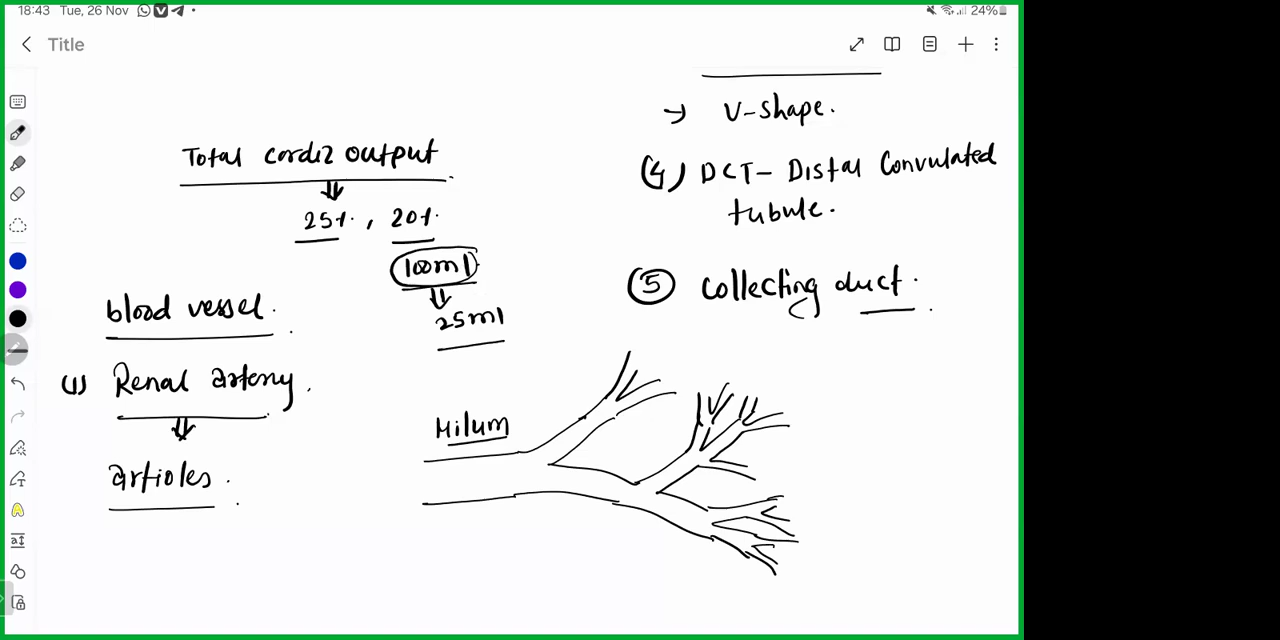 18:43 Tue, 26 Nov
24%
Title
Total cardiz output
25%, 20%
100ml
25ml
blood vessel.
(1) Renal artery.
artioles.
→ V-shape.
(4) DCT- Distal Convulated
tubule.
(5) collecting duct.
Hilum